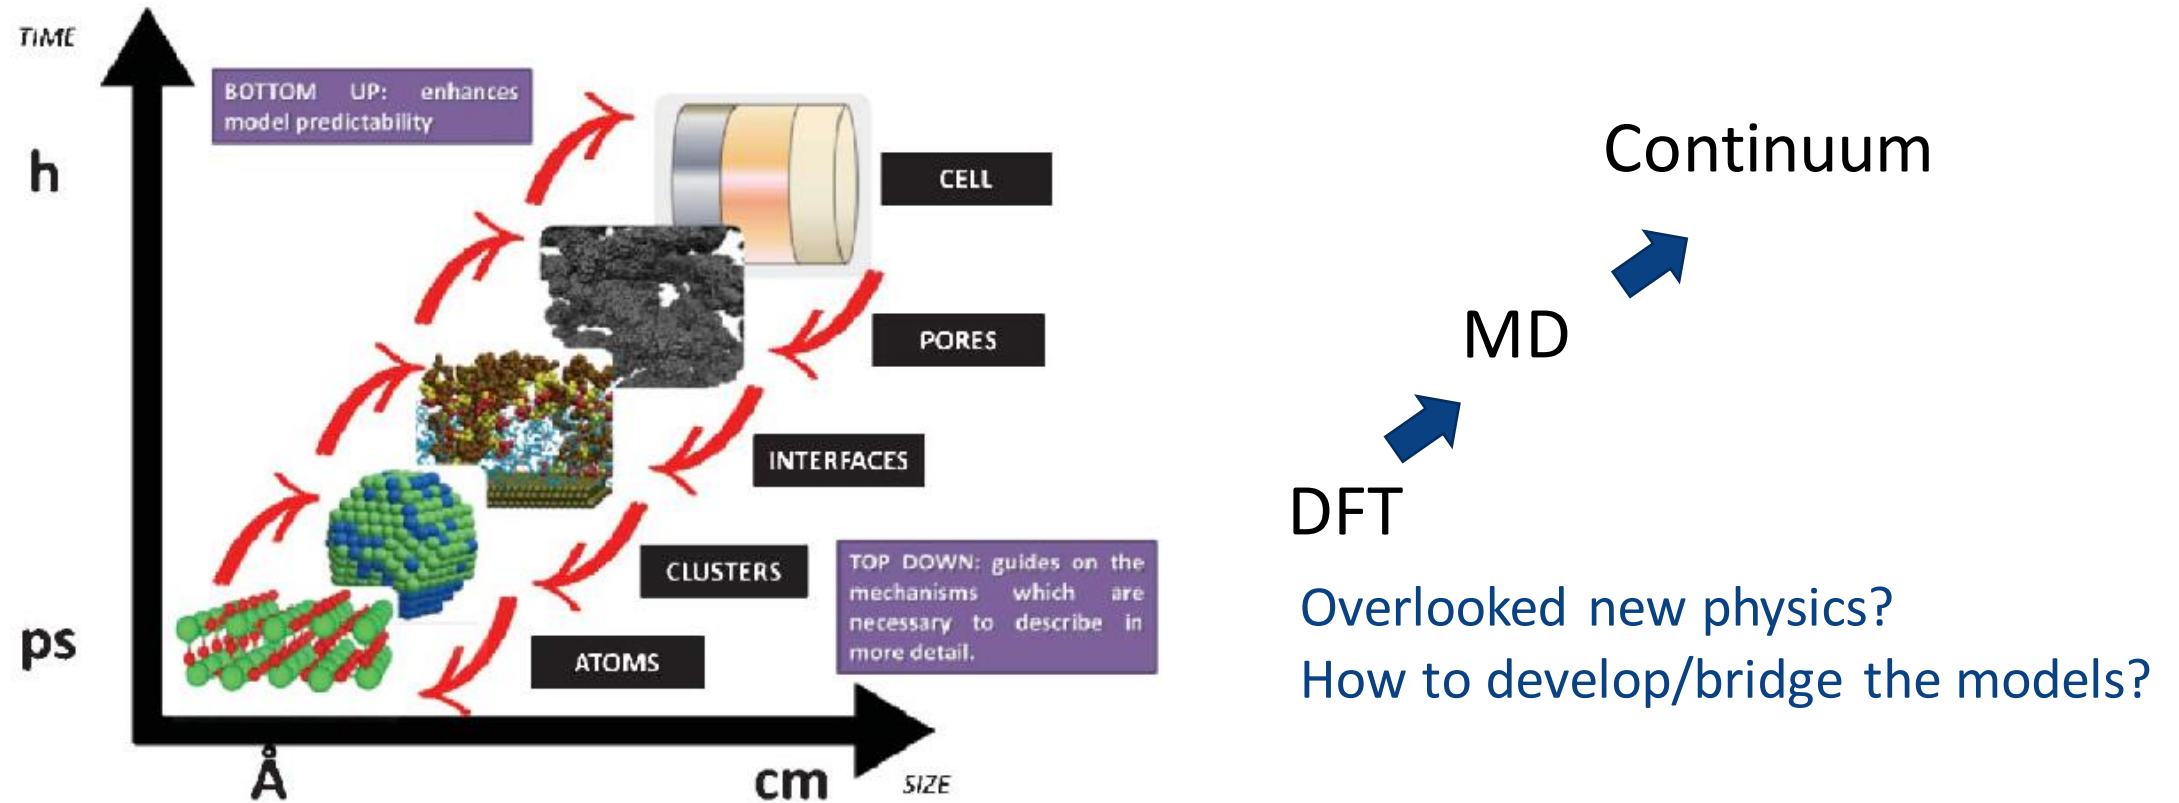 TIME
BOTTOM UP: enhances
model predictability
h
CELL
PORES
INTERFACES
CLUSTERS
TOP DOWN: guides on the
mechanisms which are
necessary to describe in
more detail.
ATOMS
ps
Å
cm
SIZE
Continuum
MD
DFT
Overlooked new physics?
How to develop/bridge the models?